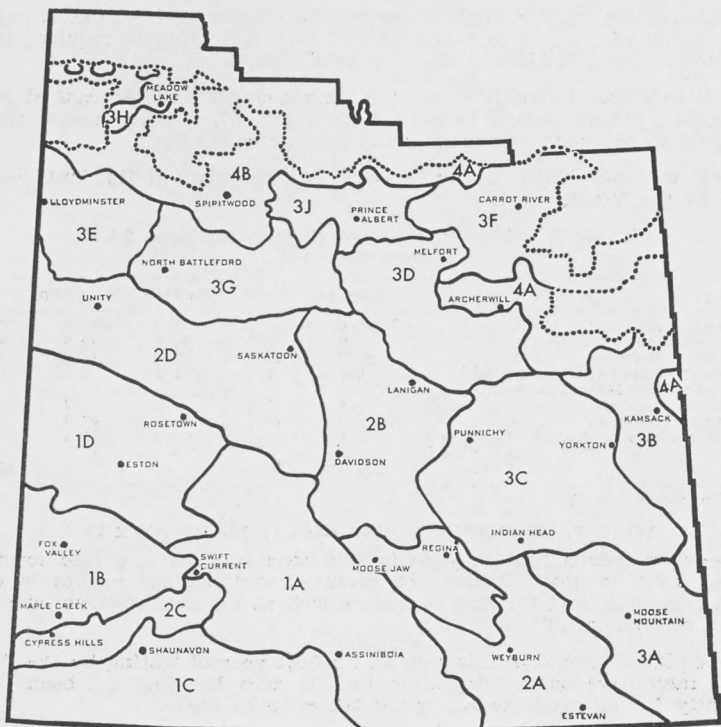 MEADOW
LAKE
3H
4B
SPIRITWOOD
4A
CARROT RIVER
3J
PRINCE
ALBERT
3F
LLOYDMINSTER
3E
NORTH BATTLEFORD
3G
MELFORT
3D
4A
ARCHERWILL
UNITY
2D
SASKATOON
LANIGAN
4A
KAMSACK
ROSETOWN
2B
PUNNICHY
YORKTON
3B
1D
ESTON
DAVIDSON
3C
FOX
VALLEY
SWIFT
CURRENT
MOOSE JAW
REGINA
INDIAN HEAD
1B
1A
MAPLE CREEK
2C
MOOSE
MOUNTAIN
CYPRESS HILLS
SHAUNAVON
ASSINIBOIA
WEYBURN
3A
1C
2A
ESTEVAN